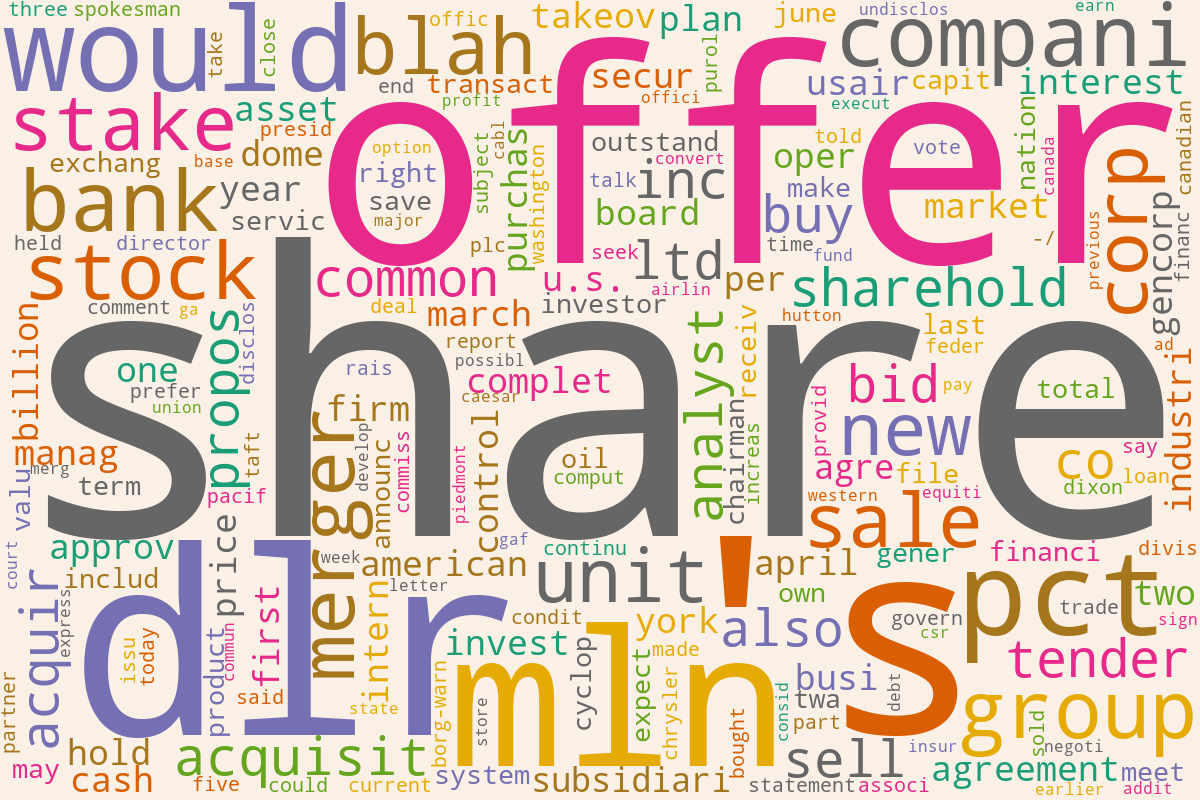 three spokesman
would
take
close
blah
offic
takeov
plan
june
undisclos
earn
compani
offer
end
transact
secur
offici
purol
usair
capit
interest
execut
stake
asset
presid
profit
cabl
exchang
base
dome
option
right
save
major
subject
purchas
washington
outstand
convert
talk
inc
board
told
oper
make
vote
nation
canada
canadian
bank
year
servic
buy
market
corp
held
director
plc
seek
ltd
time
fund
-/
previous
gencorp
financ
stock
common
u.s.
airlin
per
sharehold
comment
ga
deal
march
investor
hutton
share
billion
propos
disclos
one
prefer
union
rais
report
possibl
complet
caesar
analyst
receiv
last
feder
ad
industri
bid
pay
total
firm
manag
merg
term
taft
merger
develop
announc
commiss
piedmont
control
oil
comput
chairman
increas
provid
new
agre
file
co
say
loan
dixon
valu
pacif
western
equiti
sale
court
approv
price
week
gaf
american
continu
unit
's
april
gener
financi
divis
acquir
includ
express
dlr
letter
condit
own
pct
trade
two
sign
issu
today
product
commun
first
said
intern
state
invest
mln
cyclop
york
made
expect
also
govern
csr
tender
busi
partner
borg-warn
store
chrysler
bought
consid
twa
part
debt
group
sold
negoti
may
hold
cash
acquisit
five
could
current
system
subsidiari
sell
statement
associ
insur
agreement
meet
earlier
addit